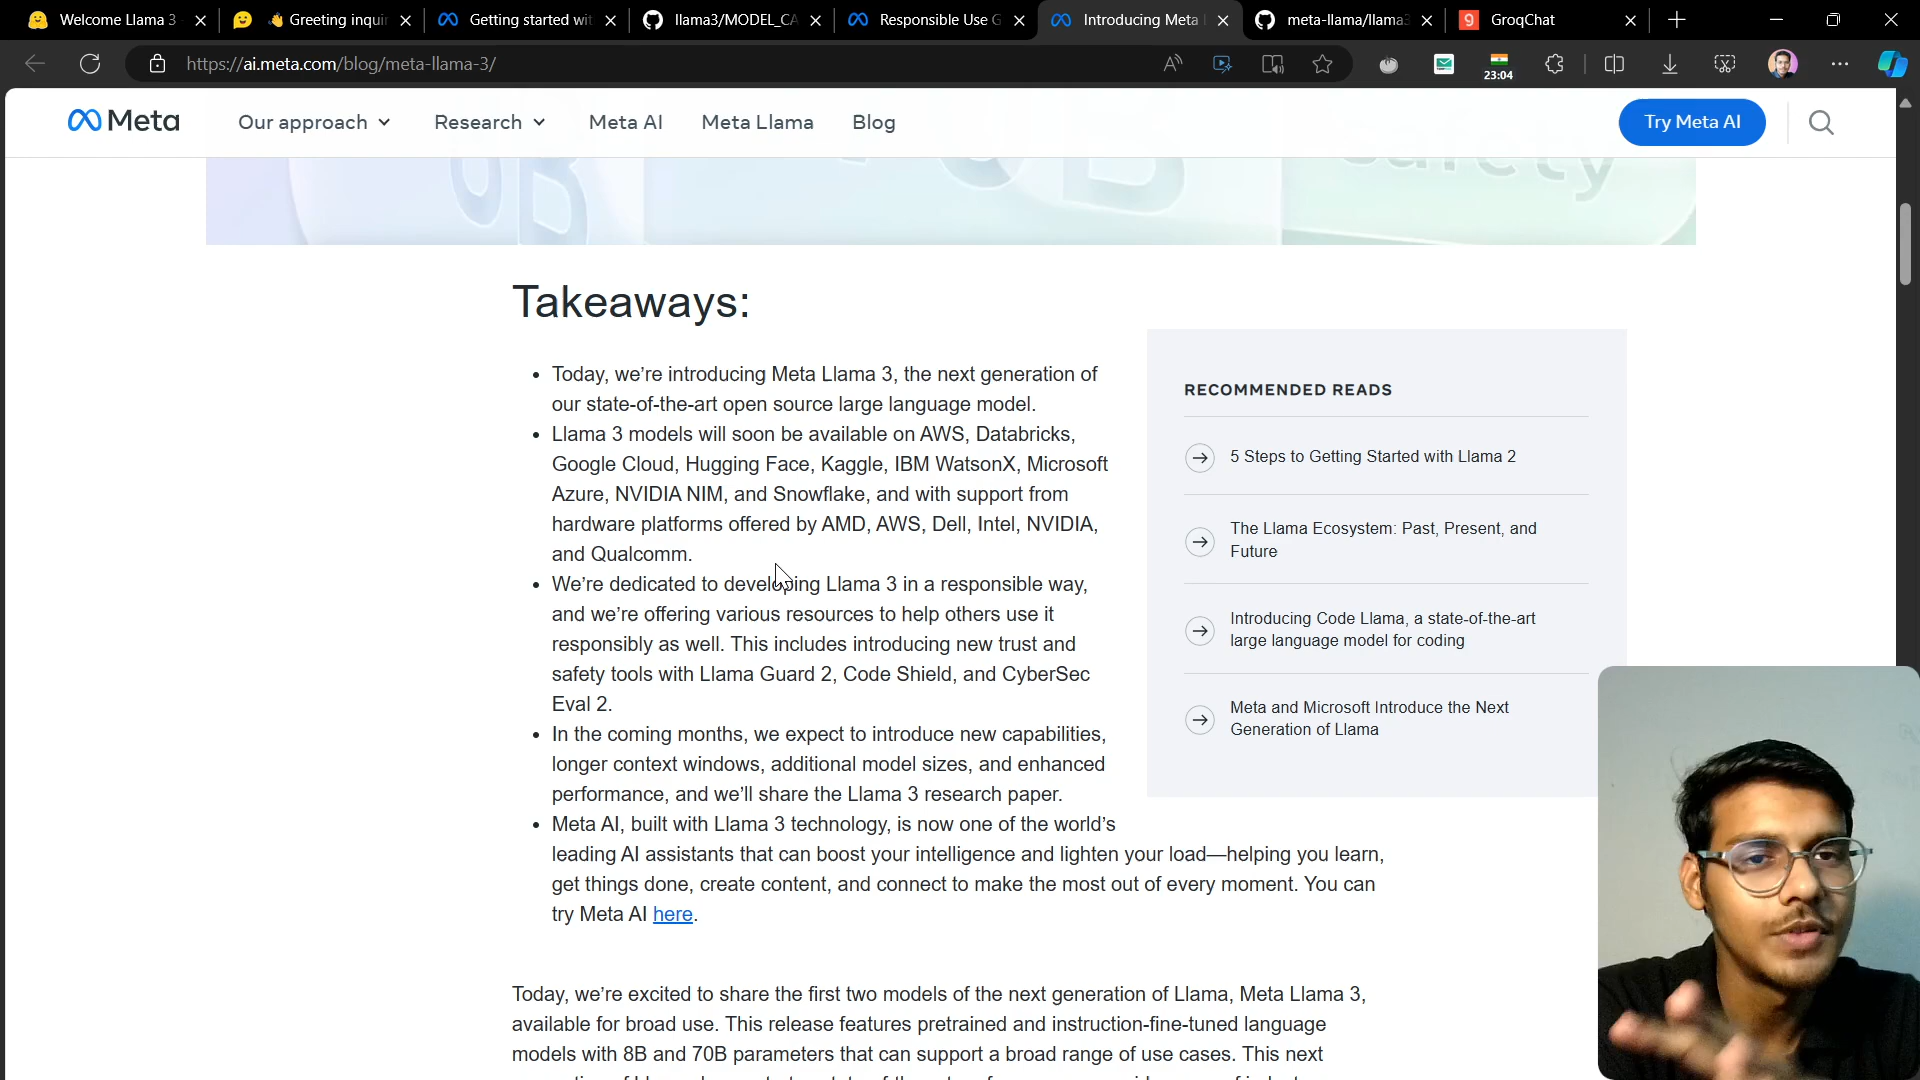 Welcome Llama 3
Greeting inqui
Getting started wit
llama3/MODEL_CA
Responsible Use G
Introducing Meta
meta-llama/llama3
GroqChat
https://ai.meta.com/blog/meta-llama-3/
23:04
Meta
Our approach
Research
Meta AI
Meta Llama
Blog
Try Meta AI
Safety
Takeaways:
• Today, we’re introducing Meta Llama 3, the next generation of
our state-of-the-art open source large language model.
• Llama 3 models will soon be available on AWS, Databricks,
Google Cloud, Hugging Face, Kaggle, IBM WatsonX, Microsoft
Azure, NVIDIA NIM, and Snowflake, and with support from
hardware platforms offered by AMD, AWS, Dell, Intel, NVIDIA,
and Qualcomm.
• We’re dedicated to developing Llama 3 in a responsible way,
and we’re offering various resources to help others use it
responsibly as well. This includes introducing new trust and
safety tools with Llama Guard 2, Code Shield, and CyberSec
Eval 2.
• In the coming months, we expect to introduce new capabilities,
longer context windows, additional model sizes, and enhanced
performance, and we’ll share the Llama 3 research paper.
• Meta AI, built with Llama 3 technology, is now one of the world’s
leading AI assistants that can boost your intelligence and lighten your load—helping you learn,
get things done, create content, and connect to make the most out of every moment. You can
try Meta AI here.
RECOMMENDED READS
5 Steps to Getting Started with Llama 2
The Llama Ecosystem: Past, Present, and
Future
Introducing Code Llama, a state-of-the-art
large language model for coding
Meta and Microsoft Introduce the Next
Generation of Llama
Today, we’re excited to share the first two models of the next generation of Llama, Meta Llama 3,
available for broad use. This release features pretrained and instruction-fine-tuned language
models with 8B and 70B parameters that can support a broad range of use cases. This next